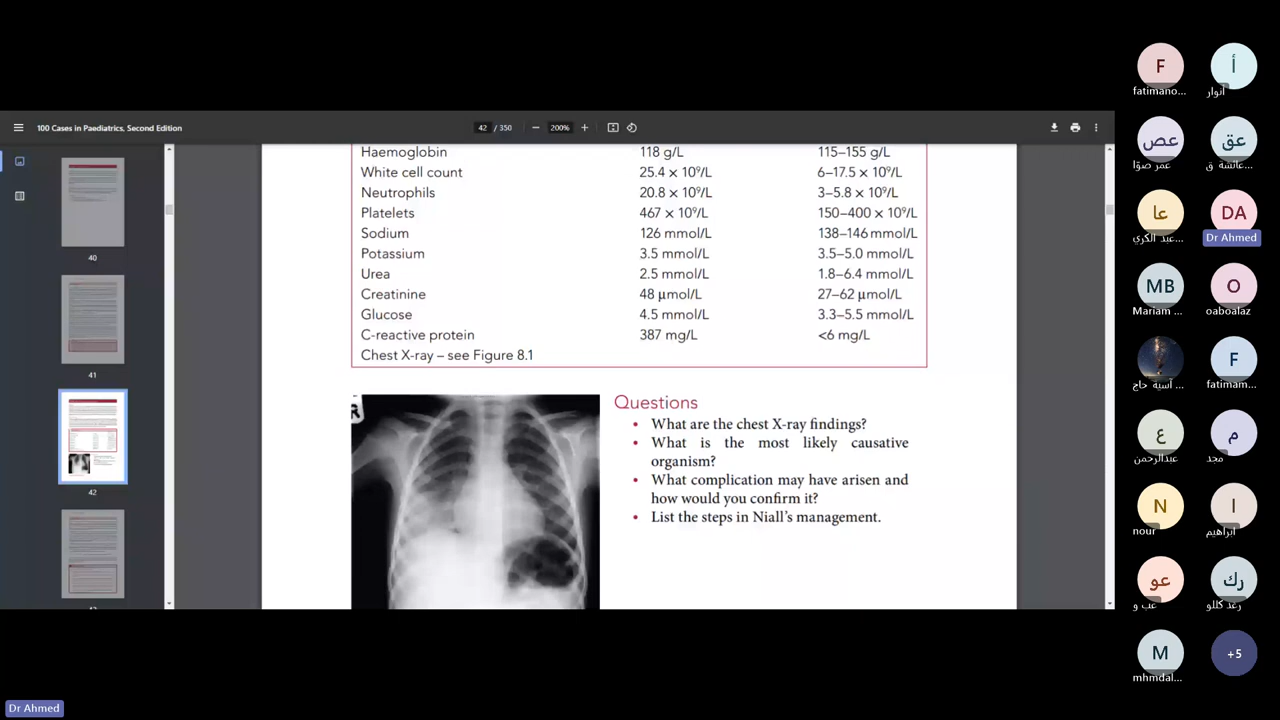 100 Cases in Paediatrics, Second Edition
42 / 350
200%
Haemoglobin 118 g/L 115–155 g/L
White cell count 25.4 × 10⁹/L 6–17.5 × 10⁹/L
Neutrophils 20.8 × 10⁹/L 3–5.8 × 10⁹/L
Platelets 467 × 10⁹/L 150–400 × 10⁹/L
Sodium 126 mmol/L 138–146 mmol/L
Potassium 3.5 mmol/L 3.5–5.0 mmol/L
Urea 2.5 mmol/L 1.8–6.4 mmol/L
Creatinine 48 μmol/L 27–62 μmol/L
Glucose 4.5 mmol/L 3.3–5.5 mmol/L
C-reactive protein 387 mg/L <6 mg/L
Chest X-ray – see Figure 8.1
R
Questions
• What are the chest X-ray findings?
• What is the most likely causative
organism?
• What complication may have arisen and
how would you confirm it?
• List the steps in Niall's management.
40
41
42
F
fatimano...
أ
أنوار
عص
عمر صوّا
عق
عائشة ق...
عا
عبد الكري...
DA
Dr Ahmed
MB
Mariam ...
O
oaboalaz
آسية حاج ...
F
fatimam...
ع
عبدالرحمن
م
مجد
N
nour
ا
ابراهيم
عو
عب و
رك
رغد كللو
M
mhmdal...
+5
Dr Ahmed